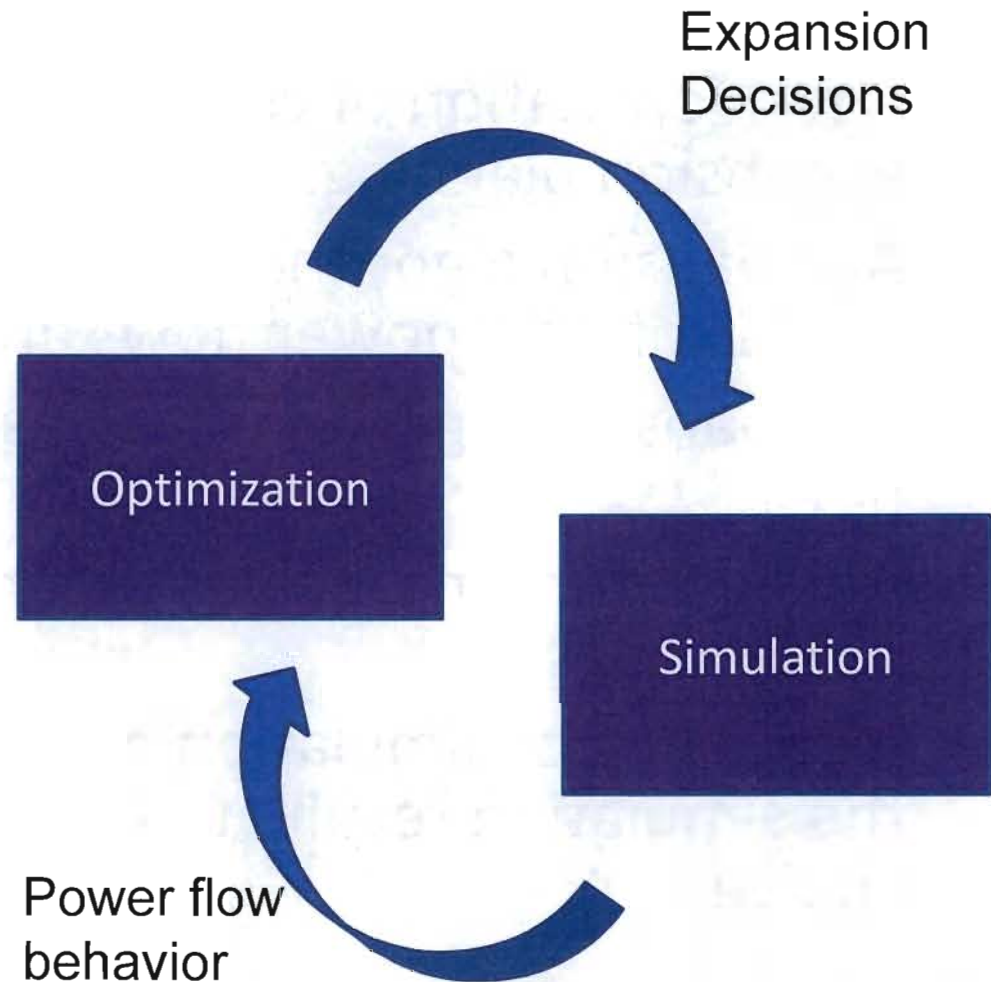 Expansion
Decisions
Optimization
Simulation
Power flow
behavior